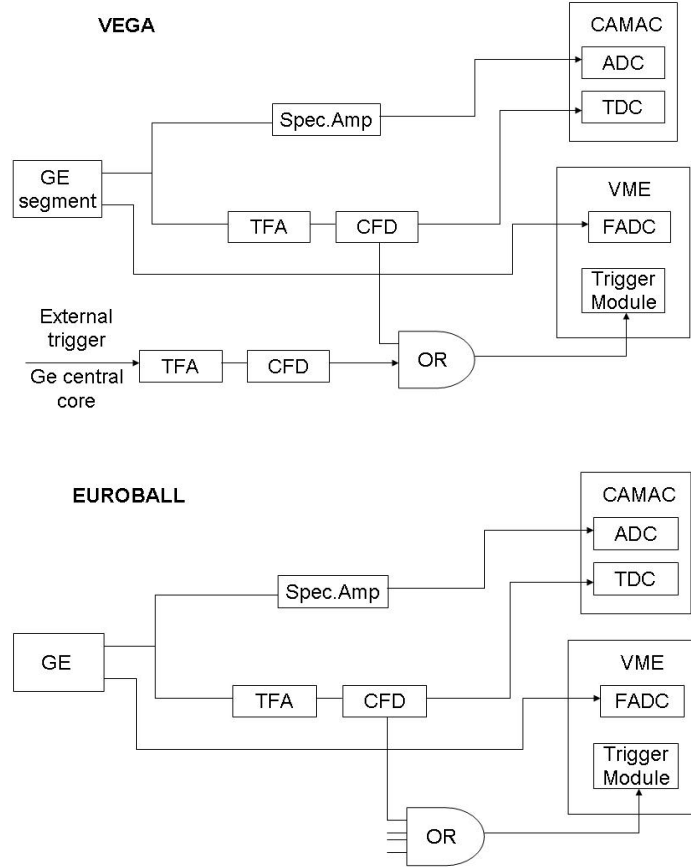 VEGA
CAMAC
ADC
TDC
Spec.Amp
GE
segment
TFA
CFD
VME
FADC
Trigger
Module
External
trigger
Ge central
core
TFA
CFD
OR
EUROBALL
CAMAC
ADC
TDC
Spec.Amp
GE
TFA
CFD
VME
FADC
Trigger
Module
OR